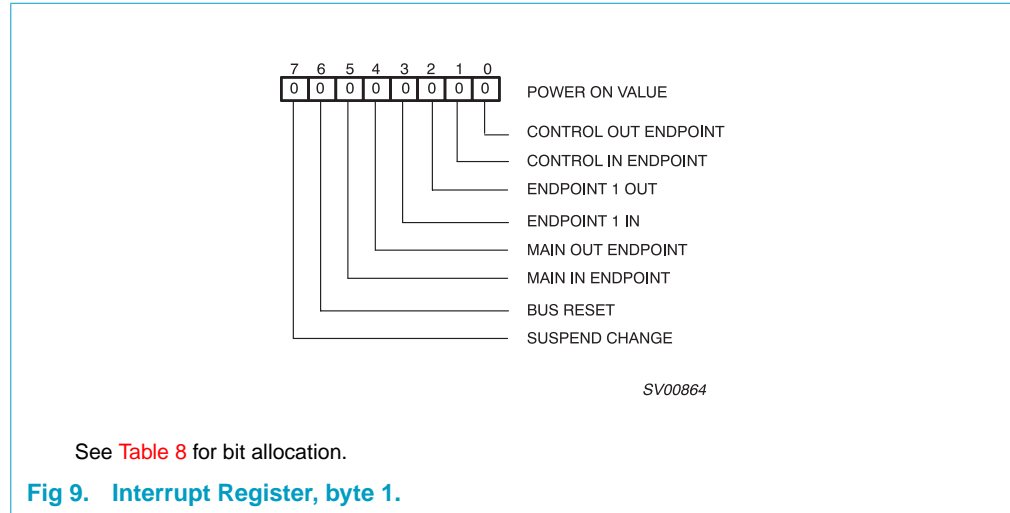 7 6 5 4 3 2 1 0
0 0 0 0 0 0 0 0 POWER ON VALUE
CONTROL OUT ENDPOINT
CONTROL IN ENDPOINT
ENDPOINT 1 OUT
ENDPOINT 1 IN
MAIN OUT ENDPOINT
MAIN IN ENDPOINT
BUS RESET
SUSPEND CHANGE
SV00864
See Table 8 for bit allocation.
Fig 9. Interrupt Register, byte 1.